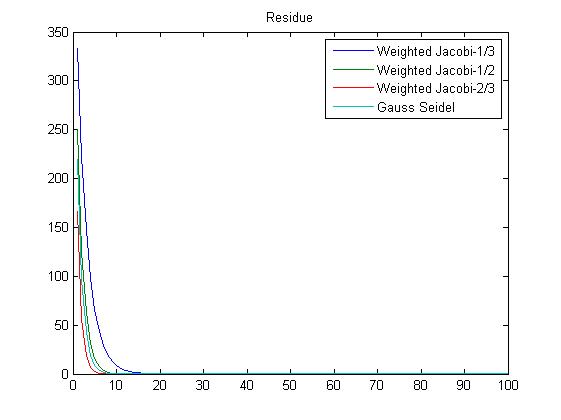 Residue
350
300
250
200
150
100
50
0
Weighted Jacobi-1/3
Weighted Jacobi-1/2
Weighted Jacobi-2/3
Gauss Seidel
0 10 20 30 40 50 60 70 80 90 100